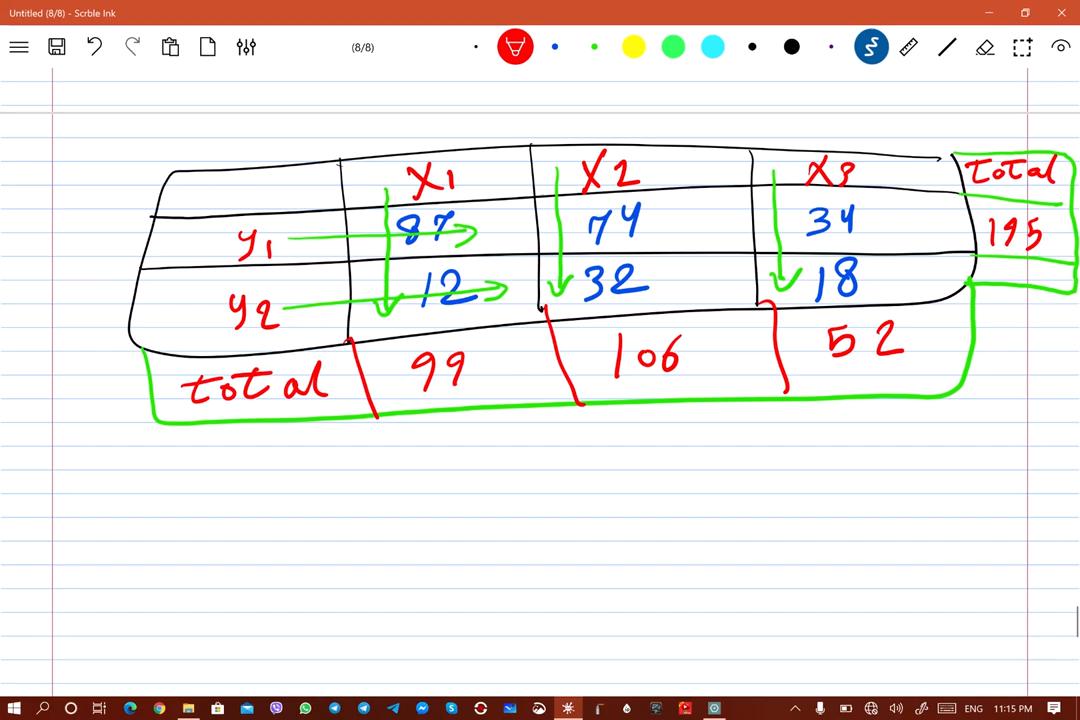 Untitled (8/8) - Scrble Ink
(8/8)
X1 X2 X3 total
y1 87 74 34 195
y2 12 32 18
total 99 106 52
ENG 11:15 PM